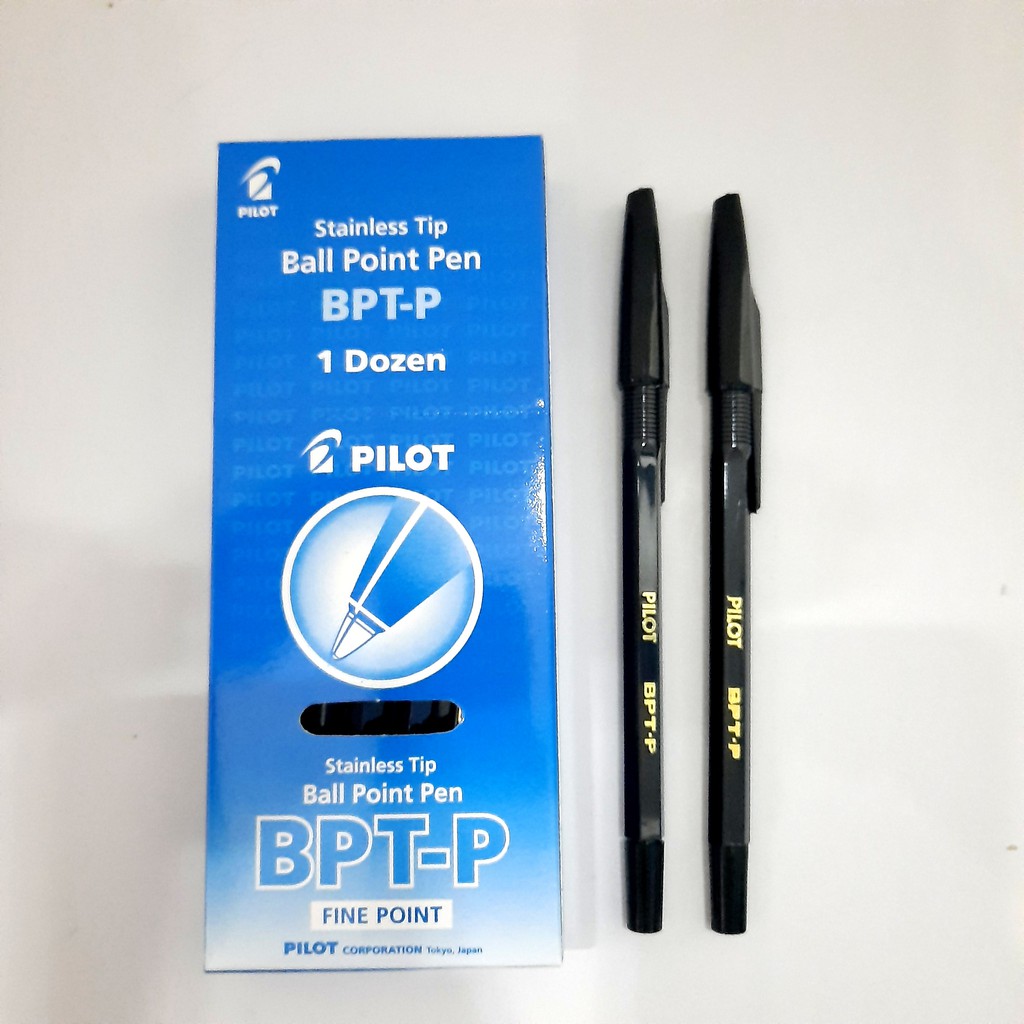 PILOT
Stainless Tip
Ball Point Pen
BPT-P
1 Dozen
PILOT
Stainless Tip
Ball Point Pen
BPT-P
FINE POINT
PILOT CORPORATION Tokyo, Japan
PILOT BPT-P
PILOT BPT-P